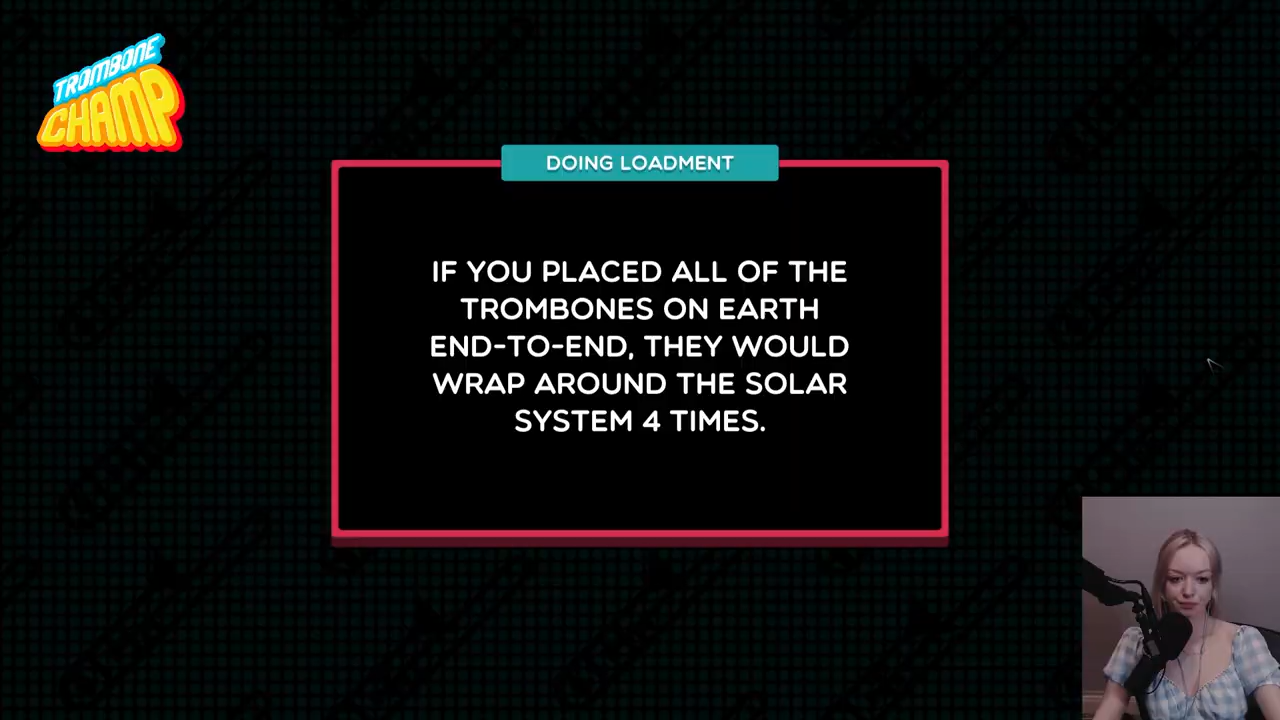 TROMBONE
CHAMP
DOING LOADMENT
IF YOU PLACED ALL OF THE
TROMBONES ON EARTH
END-TO-END, THEY WOULD
WRAP AROUND THE SOLAR
SYSTEM 4 TIMES.